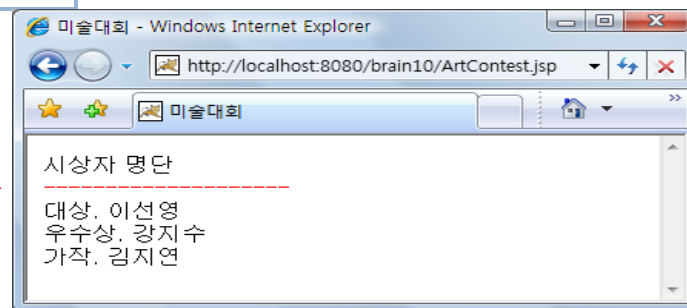 미술대회 - Windows Internet Explorer
http://localhost:8080/brain10/ArtContest.jsp
미술대회
시상자 명단
--------------------
대상. 이선영
우수상. 강지수
가작. 김지연